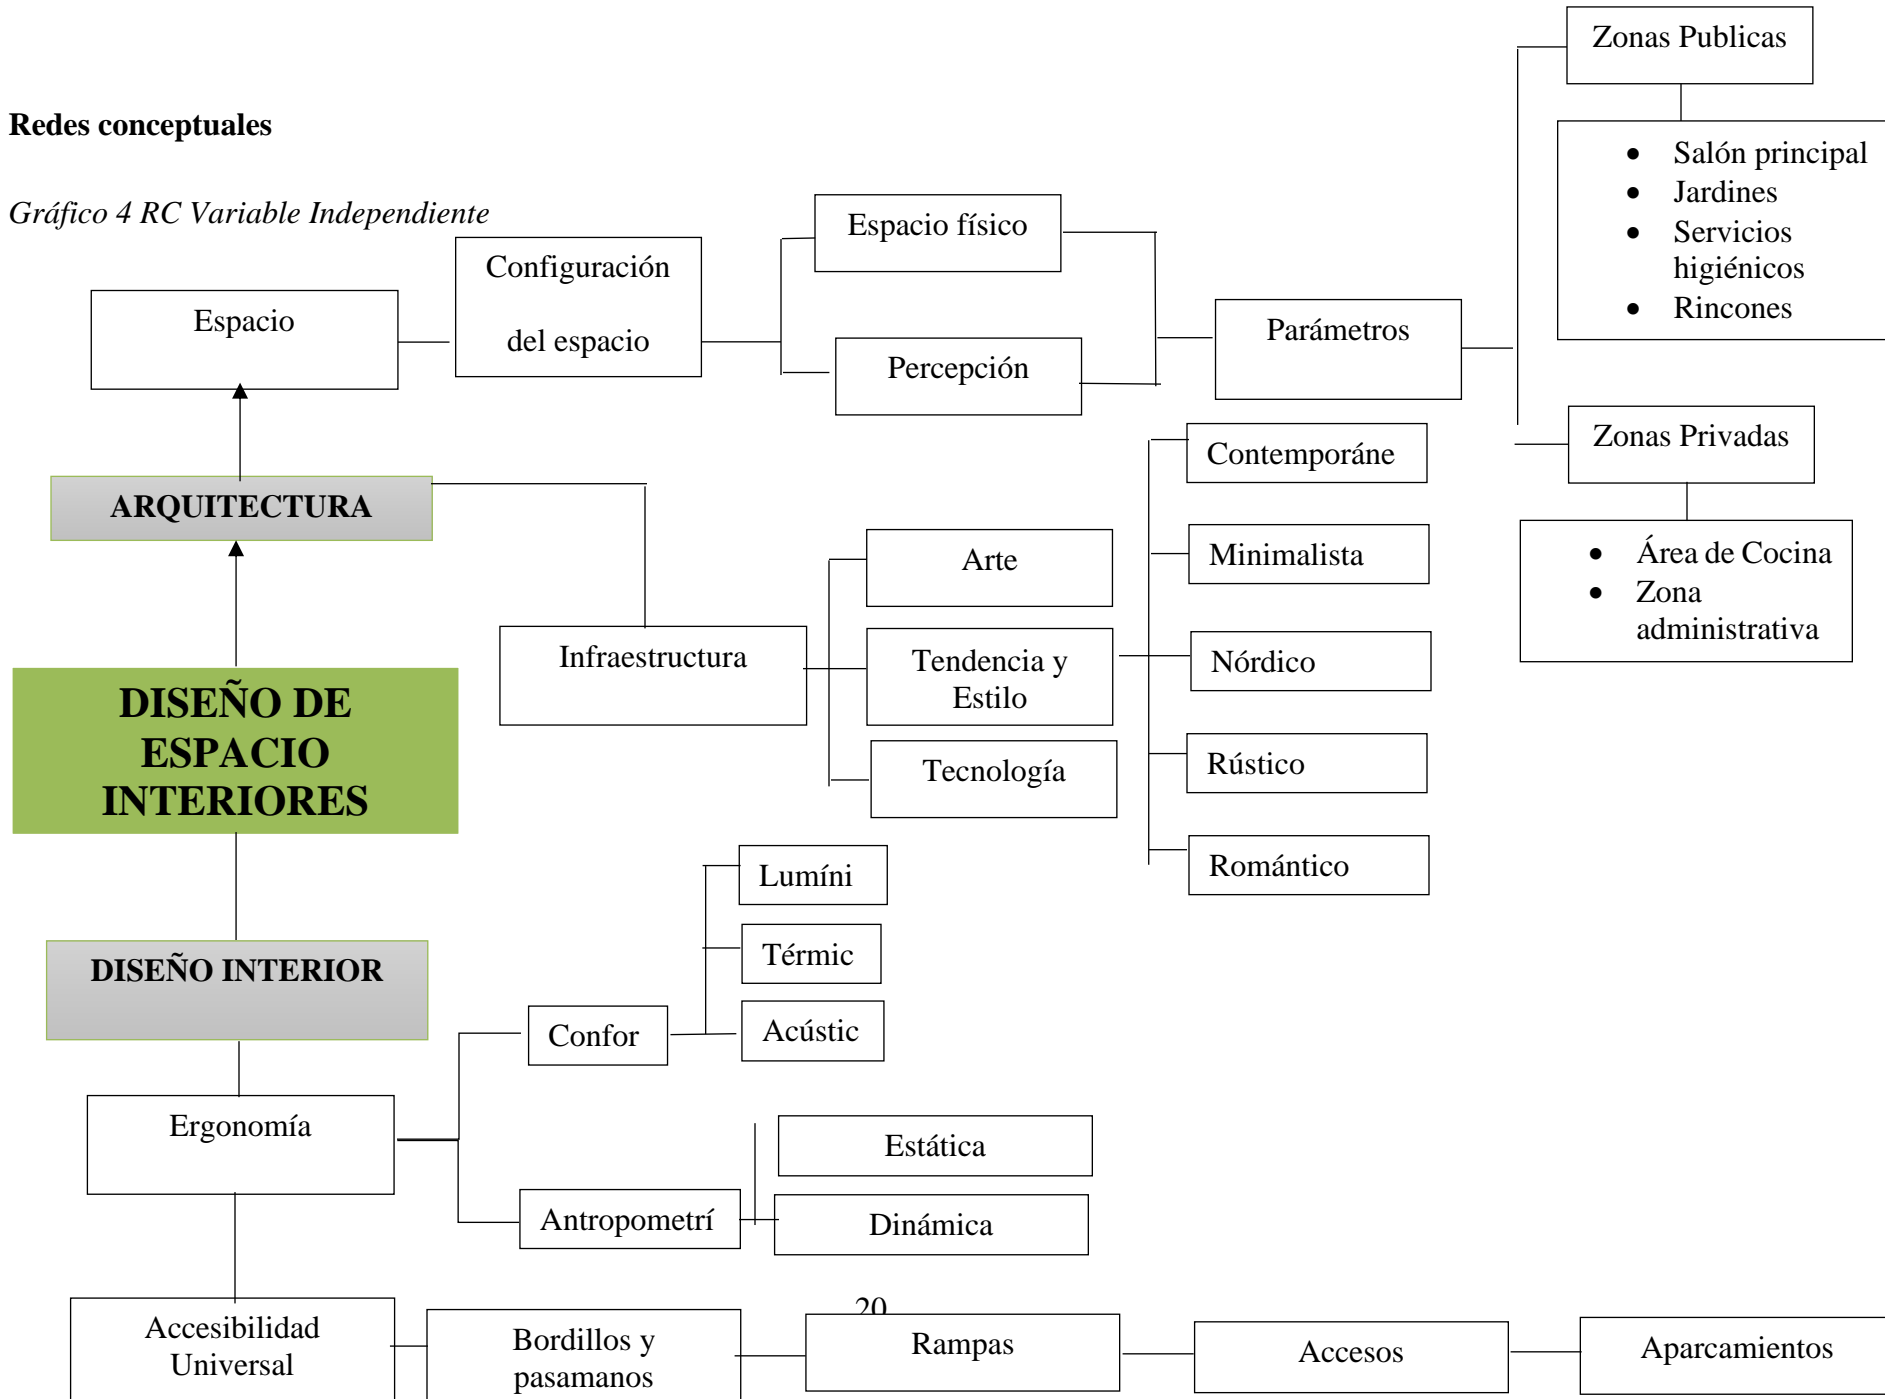 Redes conceptuales
Gráfico 4 RC Variable Independiente
Espacio
Configuración
del espacio
Espacio físico
Percepción
Parámetros
Zonas Publicas
• Salón principal
• Jardines
• Servicios
higiénicos
• Rincones
Zonas Privadas
• Área de Cocina
• Zona
administrativa
ARQUITECTURA
Infraestructura
Arte
Tendencia y
Estilo
Tecnología
Contemporáne
Minimalista
Nórdico
Rústico
Romántico
DISEÑO DE
ESPACIO
INTERIORES
DISEÑO INTERIOR
Ergonomía
Confor
Lumíni
Térmic
Acústic
Antropometrí
Estática
Dinámica
Accesibilidad
Universal
Bordillos y
pasamanos
Rampas
Accesos
Aparcamientos
20